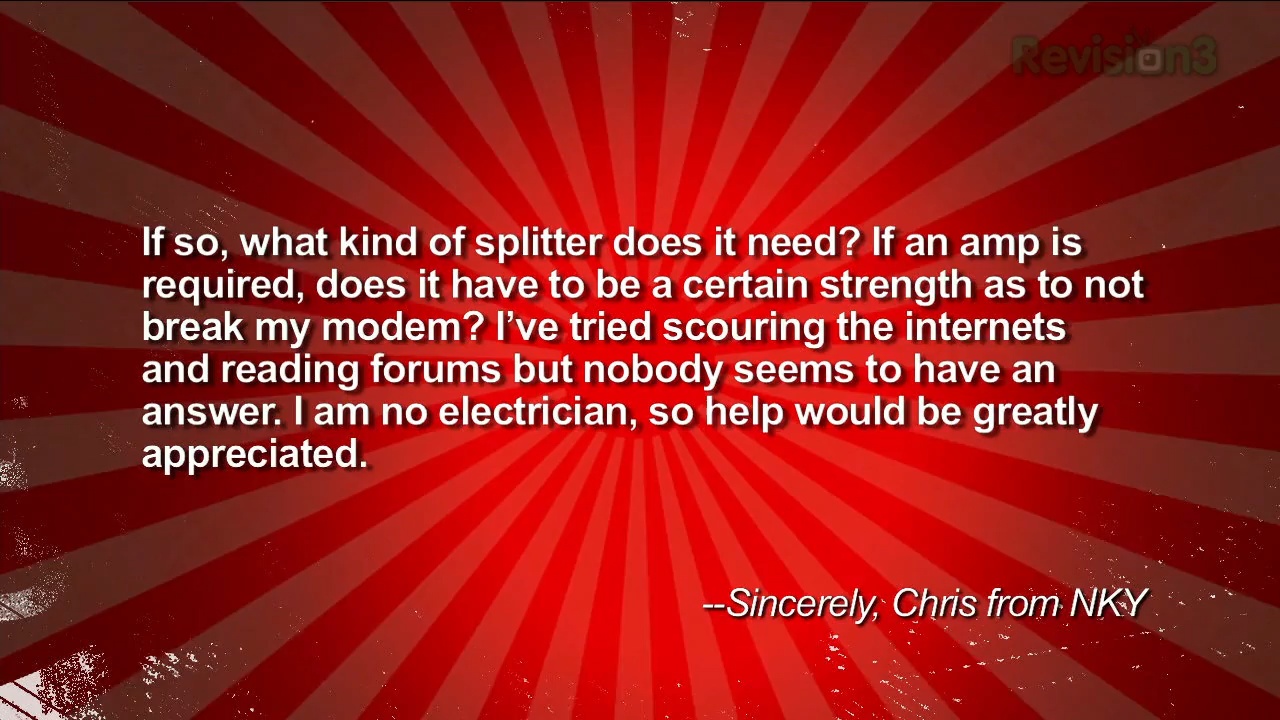 Revision3
If so, what kind of splitter does it need? If an amp is
required, does it have to be a certain strength as to not
break my modem? I’ve tried scouring the internets
and reading forums but nobody seems to have an
answer. I am no electrician, so help would be greatly
appreciated.
--Sincerely, Chris from NKY